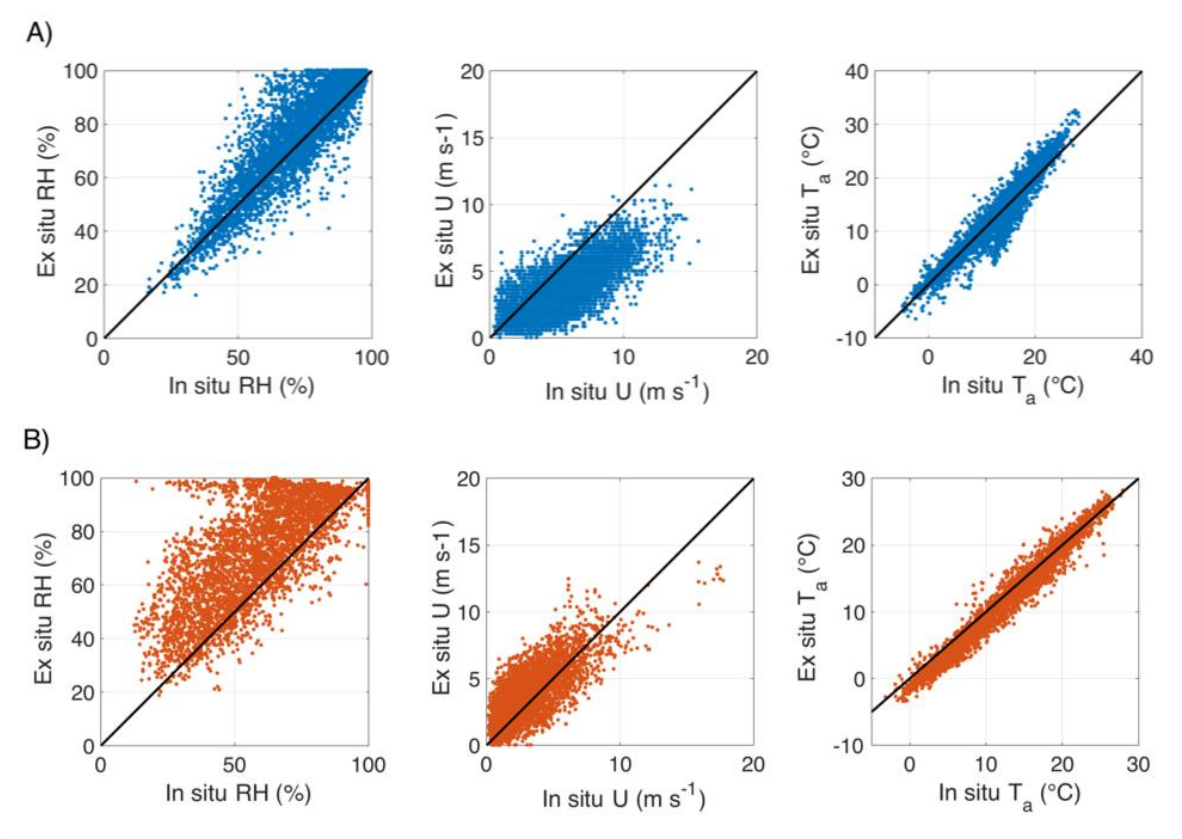 A)
100
80
60
40
20
0
Ex situ RH (%)
0 50 100
In situ RH (%)
20
15
10
5
0
Ex situ U (m s-1)
0 10 20
In situ U (m s-1)
40
30
20
10
0
-10
Ex situ Ta (°C)
0 20 40
In situ Ta (°C)
B)
100
80
60
40
20
0
Ex situ RH (%)
0 50 100
In situ RH (%)
20
15
10
5
0
Ex situ U (m s-1)
0 10 20
In situ U (m s-1)
30
20
10
0
-10
Ex situ Ta (°C)
0 10 20 30
In situ Ta (°C)